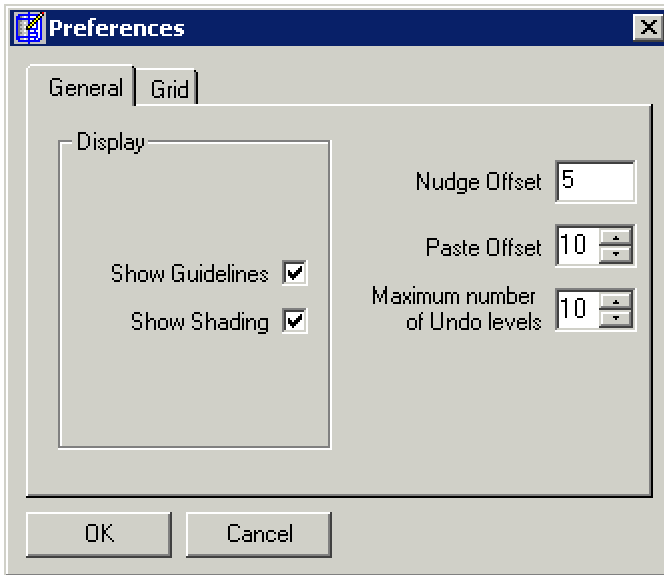 Preferences
General Grid
Display
Show Guidelines
Show Shading
Nudge Offset 5
Paste Offset 10
Maximum number
of Undo levels 10
OK Cancel